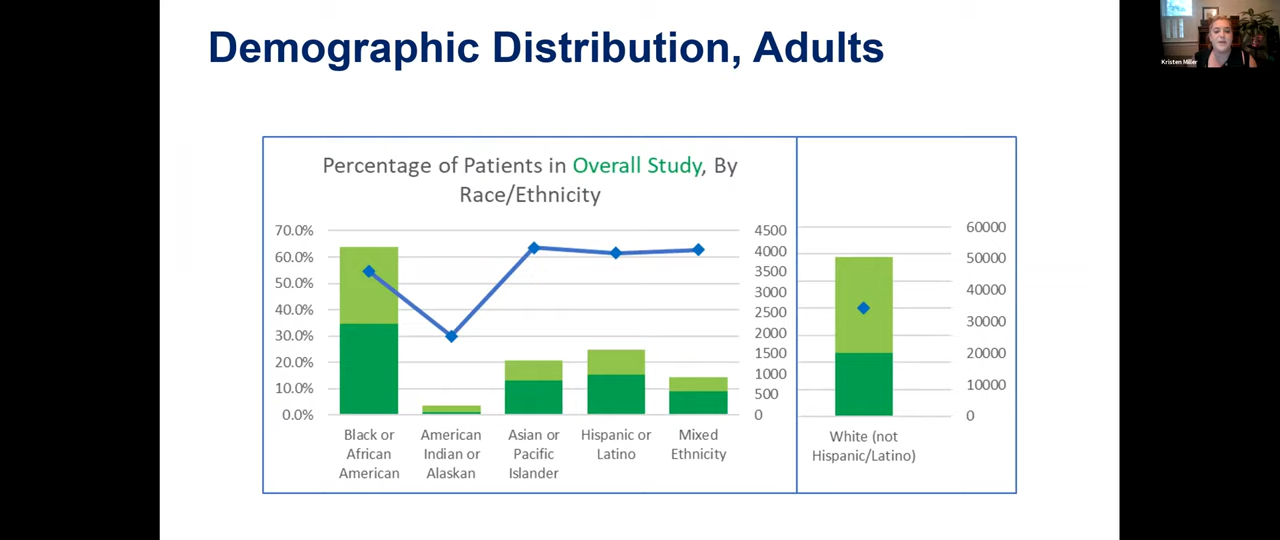 Demographic Distribution, Adults
Kristen Miller
Percentage of Patients in Overall Study, By
Race/Ethnicity
70.0%
60.0%
50.0%
40.0%
30.0%
20.0%
10.0%
0.0%
4500
4000
3500
3000
2500
2000
1500
1000
500
0
Black or
African
American
American
Indian or
Alaskan
Asian or
Pacific
Islander
Hispanic or
Latino
Mixed
Ethnicity
60000
50000
40000
30000
20000
10000
0
White (not
Hispanic/Latino)